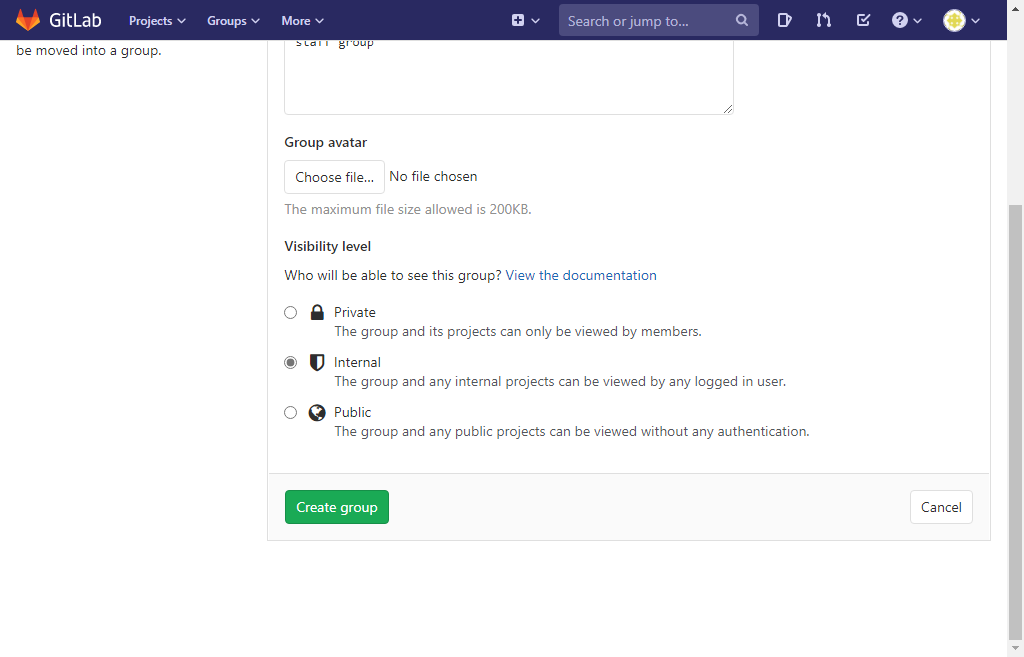 GitLab Projects Groups More Search or jump to...
be moved into a group.
staff group
Group avatar
Choose file... No file chosen
The maximum file size allowed is 200KB.
Visibility level
Who will be able to see this group? View the documentation
Private
The group and its projects can only be viewed by members.
Internal
The group and any internal projects can be viewed by any logged in user.
Public
The group and any public projects can be viewed without any authentication.
Create group Cancel